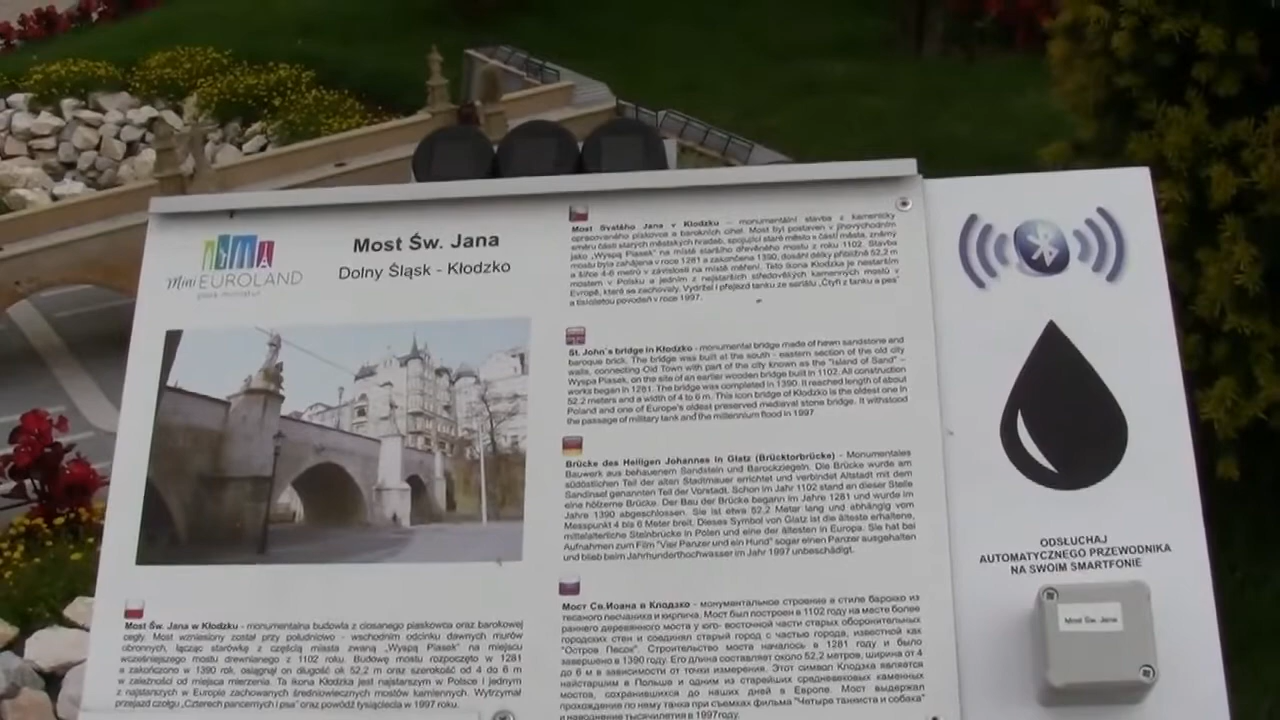 Mini EUROLAND
park miniatur
Most Św. Jana
Dolny Śląsk - Kłodzko
Most Św. Jana w Kłodzku - monumentalna budowla z ciosanego piaskowca oraz barokowej
cegły. Most wzniesiony został przy południowo - wschodnim odcinku dawnych murów
obronnych, łącząc starówkę z częścią miasta zwaną „Wyspą Piasek" na miejscu
wcześniejszego mostu drewnianego z 1102 roku. Budowę mostu rozpoczęto w 1281
a zakończono w 1390 rok, osiągnął on długość ok 52,2 m oraz szerokość od 4 do 6 m
w zależności od miejsca mierzenia. Ta ikona Kłodzka jest najstarszym w Polsce i jednym
z najstarszych w Europie zachowanych średniowiecznych mostów kamiennych. Wytrzymał
przejazd czołgu „Czterech pancernych i psa" oraz powódź tysiąclecia w 1997 roku.
Most Svatého Jana v Kłodzku – monumentální stavba z kamenicky
opracovaného pískovce a barokních cihel. Most byl postaven v jihovýchodním
směru části starých městských hradeb, spojující staré město s částí města, známý
jako „Wyspą Piasek" na místě staršího dřevěného mostu z roku 1102. Stavba
mostu byla zahájena v roce 1281 a zakončena 1390, dosáhl délky přibližně 52,2 m
a šířce 4-6 metrů v závislosti na místě měření. Tato ikona Kłodzka je nestarším
mostem v Polsku a jedním z nejstarších středověkých kamenných mostů v
Evropě, které se zachovaly. Vydržel i přejezd tanku ze seriálu „Čtyři z tanku a pes"
a tisíciletou povodeň v roce 1997.
St. John's bridge in Kłodzko - monumental bridge made of hewn sandstone and
baroque brick. The bridge was built at the south - eastern section of the old city
walls, connecting Old Town with part of the city known as the "Island of Sand" –
Wyspa Piasek, on the site of an earlier wooden bridge built in 1102. All construction
works began in 1281. The bridge was completed in 1390. It reached length of about
52.2 meters and a width of 4 to 6 m. This icon bridge of Kłodzko is the oldest one in
Poland and one of Europe's oldest preserved mediaval stone bridge. It withstood
the passage of military tank and the millennium flood in 1997
Brücke des Heiligen Johannes in Glatz (Brücktorbrücke) - Monumentales
Bauwerk aus behauenem Sandstein und Barockziegeln. Die Brücke wurde am
südöstlichen Teil der alten Stadtmauer errichtet und verbindet Altstadt mit dem
Sandinsel genannten Teil der Vorstadt. Schon im Jahr 1102 stand an dieser Stelle
eine hölzerne Brücke. Der Bau der Brücke begann im Jahre 1281 und wurde im
Jahre 1390 abgeschlossen. Sie ist etwa 52,2 Meter lang und abhängig vom
Messpunkt 4 bis 6 Meter breit. Dieses Symbol von Glatz ist die älteste erhaltene,
mittelalterliche Steinbrücke in Polen und eine der ältesten in Europa. Sie hat bei
Aufnahmen zum Film "Vier Panzer und ein Hund" sogar einen Panzer ausgehalten
und blieb beim Jahrhunderthochwasser im Jahr 1997 unbeschädigt.
Мост Св.Иоана в Клодзко - монументальное строение в стиле барокко из
тесаного песчаника и кирпича. Мост был построен в 1102 году на месте более
раннего деревянного моста у юго- восточной части старых оборонительных
городских стен и соединял старый город с частью города, известной как
"Остров Песок". Строительство моста началось в 1281 году и было
завершено в 1390 году. Его длина составляет около 52,2 метров, ширина от 4
до 6 м в зависимости от точки измерения. Этот символ Клодзка является
найстаршим в Польше и одним из старейших средневековых каменных
мостов, сохранившихся до наших дней в Европе. Мост выдержал
прохождение по нему танка при съемках фильма "Четыре танкиста и собака"
и наводнение тысячилетия в 1997году.
ODSŁUCHAJ
AUTOMATYCZNEGO PRZEWODNIKA
NA SWOIM SMARTFONIE
Most Św. Jana